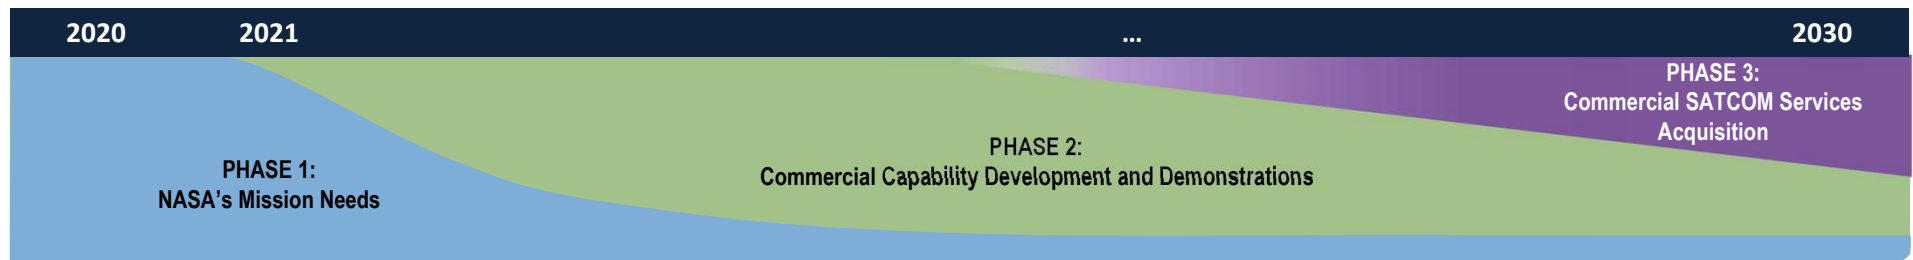 2020 2021 ... 2030
PHASE 3:
Commercial SATCOM Services
Acquisition
PHASE 2:
Commercial Capability Development and Demonstrations
PHASE 1:
NASA’s Mission Needs